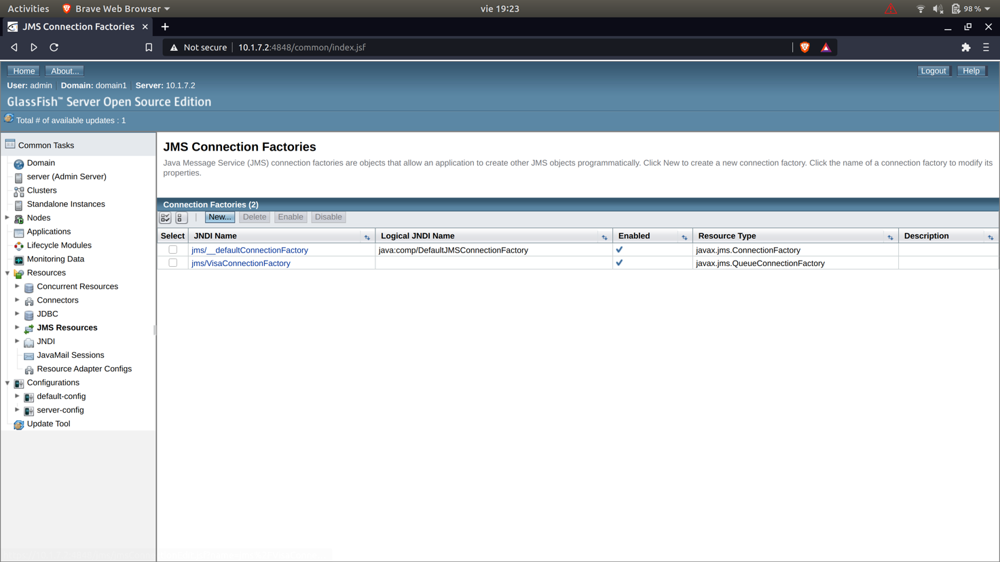 Activities Brave Web Browser vie 19:23 98 %
JMS Connection Factories
Not secure 10.1.7.2:4848/common/index.jsf
Home About... Logout Help
User: admin Domain: domain1 Server: 10.1.7.2
GlassFish™ Server Open Source Edition
Total # of available updates : 1
Common Tasks
Domain
server (Admin Server)
Clusters
Standalone Instances
Nodes
Applications
Lifecycle Modules
Monitoring Data
Resources
Concurrent Resources
Connectors
JDBC
JMS Resources
JNDI
JavaMail Sessions
Resource Adapter Configs
Configurations
default-config
server-config
Update Tool
JMS Connection Factories
Java Message Service (JMS) connection factories are objects that allow an application to create other JMS objects programmatically. Click New to create a new connection factory. Click the name of a connection factory to modify its
properties.
Connection Factories (2)
New... Delete Enable Disable
Select JNDI Name Logical JNDI Name Enabled Resource Type Description
jms/__defaultConnectionFactory java:comp/DefaultJMSConnectionFactory javax.jms.ConnectionFactory
jms/VisaConnectionFactory javax.jms.QueueConnectionFactory